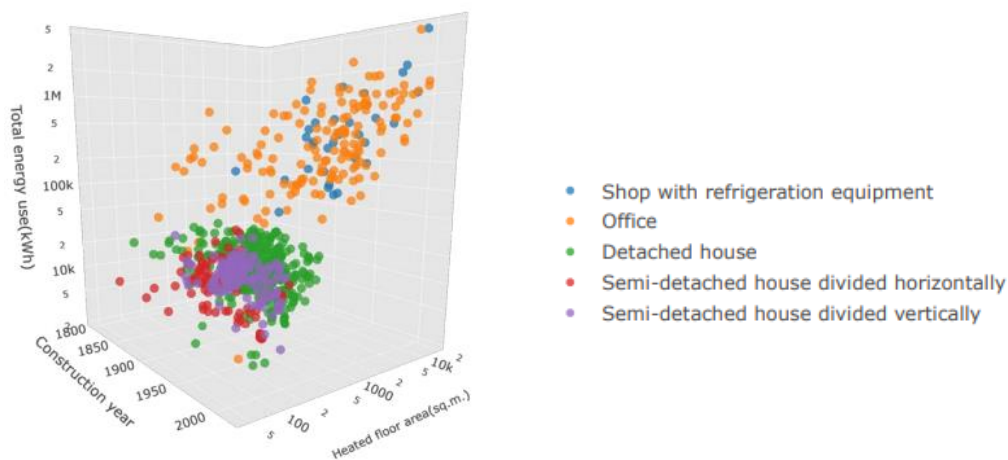 5
2
1M
5
2
100k
5
2
10k
5
2
Total energy use(kWh)
1800
1850
1900
1950
2000
Construction year
5
100
2
5
1000
2
5
10k
2
Heated floor area(sq.m.)
Shop with refrigeration equipment
Office
Detached house
Semi-detached house divided horizontally
Semi-detached house divided vertically